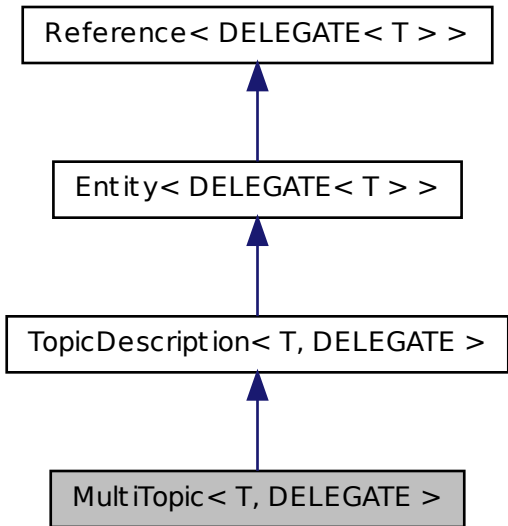 Reference< DELEGATE< T > >
Entity< DELEGATE< T > >
TopicDescription< T, DELEGATE >
MultiTopic< T, DELEGATE >